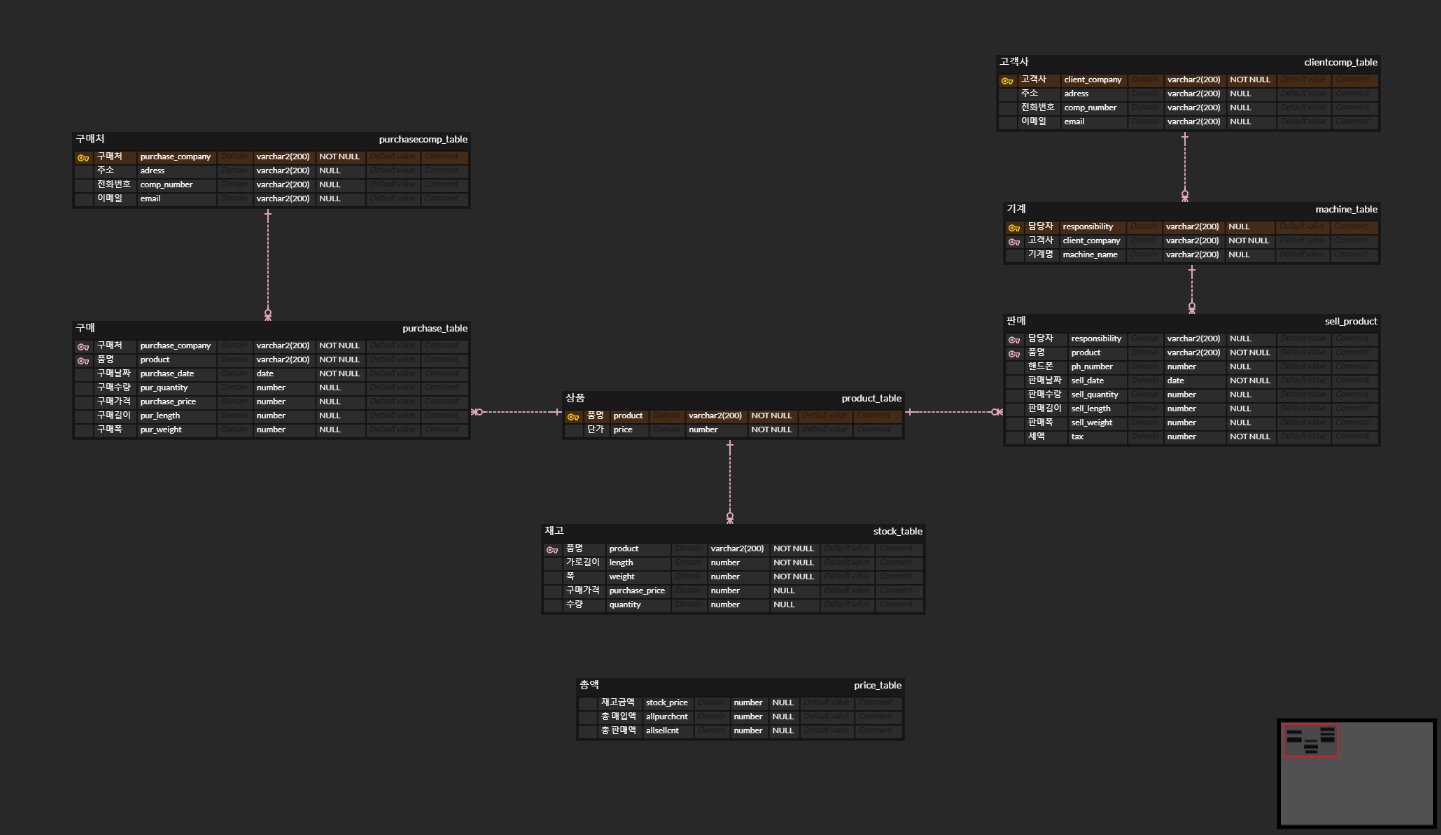 고객사 clientcomp_table
고객사 client_company Domain varchar2(200) NOT NULL Default value Comment
주소 adress Domain varchar2(200) NULL Default value Comment
전화번호 comp_number Domain varchar2(200) NULL Default value Comment
이메일 email Domain varchar2(200) NULL Default value Comment
구매처 purchasecomp_table
구매처 purchase_company Domain varchar2(200) NOT NULL Default value Comment
주소 adress Domain varchar2(200) NULL Default value Comment
전화번호 comp_number Domain varchar2(200) NULL Default value Comment
이메일 email Domain varchar2(200) NULL Default value Comment
기계 machine_table
담당자 responsibility Domain varchar2(200) NULL Default value Comment
고객사 client_company Domain varchar2(200) NOT NULL Default value Comment
기계명 machine_name Domain varchar2(200) NULL Default value Comment
구매 purchase_table
구매처 purchase_company Domain varchar2(200) NOT NULL Default value Comment
품명 product Domain varchar2(200) NOT NULL Default value Comment
구매날짜 purchase_date Domain date NOT NULL Default value Comment
구매수량 pur_quantity Domain number NULL Default value Comment
구매가격 purchase_price Domain number NULL Default value Comment
구매길이 pur_length Domain number NULL Default value Comment
구매폭 pur_weight Domain number NULL Default value Comment
판매 sell_product
담당자 responsibility Domain varchar2(200) NULL Default value Comment
품명 product Domain varchar2(200) NOT NULL Default value Comment
핸드폰 ph_number Domain number NULL Default value Comment
판매날짜 sell_date Domain date NOT NULL Default value Comment
판매수량 sell_quantity Domain number NULL Default value Comment
판매길이 sell_length Domain number NULL Default value Comment
판매폭 sell_weight Domain number NULL Default value Comment
세액 tax Domain number NOT NULL Default value Comment
상품 product_table
품명 product Domain varchar2(200) NOT NULL Default value Comment
단가 price Domain number NOT NULL Default value Comment
재고 stock_table
품명 product Domain varchar2(200) NOT NULL Default value Comment
가로길이 length Domain number NOT NULL Default value Comment
폭 weight Domain number NOT NULL Default value Comment
구매가격 purchase_price Domain number NULL Default value Comment
수량 quantity Domain number NULL Default value Comment
총액 price_table
재고금액 stock_price Domain number NULL Default value Comment
총 매입액 allpurchcnt Domain number NULL Default value Comment
총 판매액 allsellcnt Domain number NULL Default value Comment